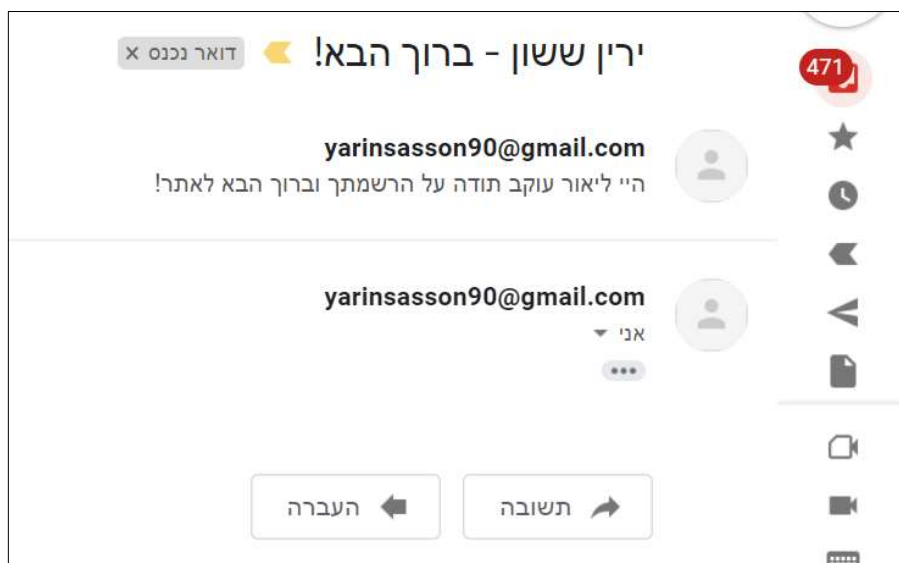 ירין ששון - ברוך הבא!
דואר נכנס ×
471
yarinsasson90@gmail.com
היי ליאור עוקב תודה על הרשמתך וברוך הבא לאתר!
yarinsasson90@gmail.com
אני
תשובה
העברה